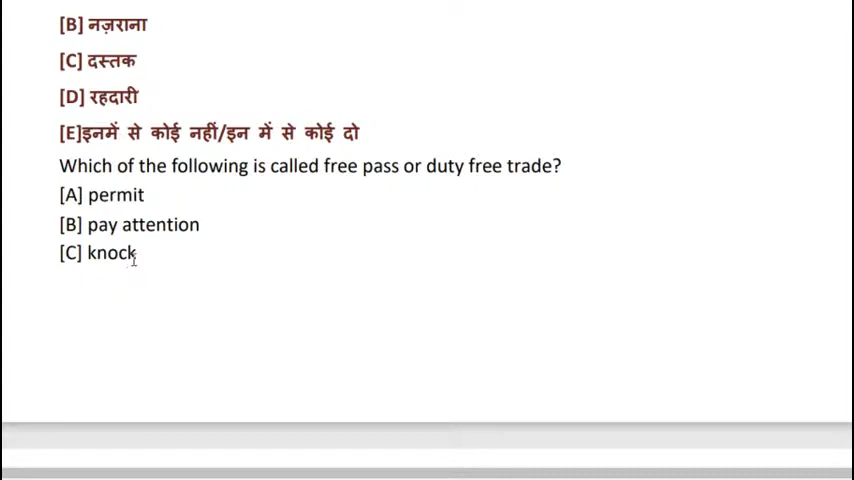 [B] नज़राना
[C] दस्तक
[D] रहदारी
[E]इनमें से कोई नहीं/इन में से कोई दो
Which of the following is called free pass or duty free trade?
[A] permit
[B] pay attention
[C] knock